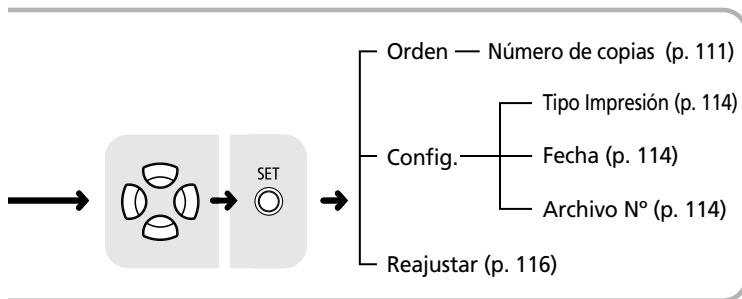 Orden
Número de copias (p. 111)
Tipo Impresión (p. 114)
SET
Config.
Fecha (p. 114)
Archivo Nº (p. 114)
Reajustar (p. 116)